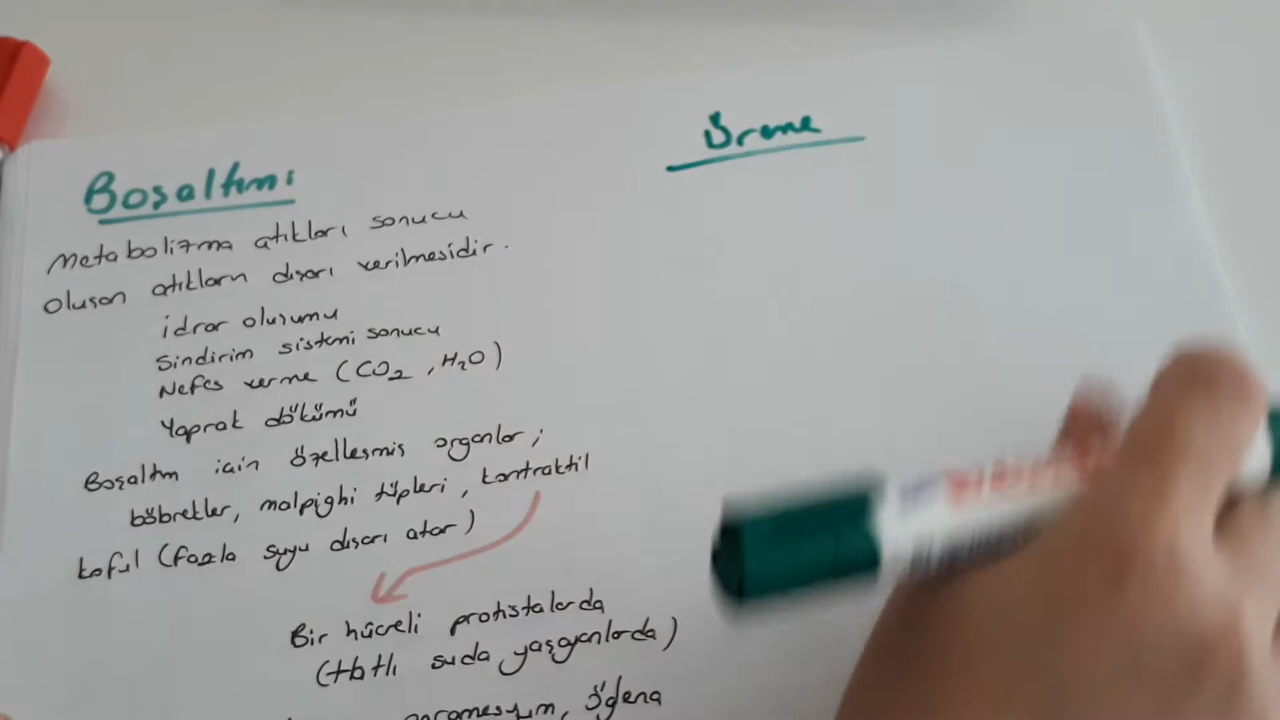 Boşaltım:
Metabolizma atıkları sonucu
oluşan atıkların dışarı verilmesidir.
idrar oluşumu
Sindirim sistemi sonucu
Nefes verme (CO₂, H₂O)
Yaprak dökümü
Boşaltım için özelleşmiş organlar;
böbrekler, malpighi tüpleri, kontraktil
koful (fazla suyu dışarı atar)
Bir hücreli protistalarda
(tatlı suda yaşayanlarda)
paramesyum, öglena
Üreme